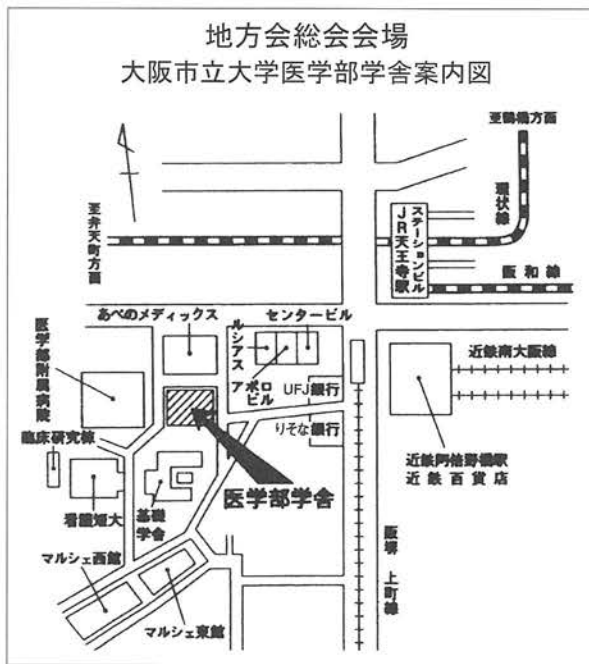 地方会総会会場
大阪市立大学医学部学舎案内図
至鶴橋方面
環状線
至弁天町方面
ステーションビル
JR天王寺駅
阪和線
あべのメディックス
ルシアス
センタービル
アポロビル
医学部附属病院
UFJ銀行
りそな銀行
近鉄南大阪線
臨床研究棟
看護短大
基礎学舎
医学部学舎
近鉄阿倍野橋駅
近鉄百貨店
マルシェ西館
マルシェ東館
阪堺 上町線